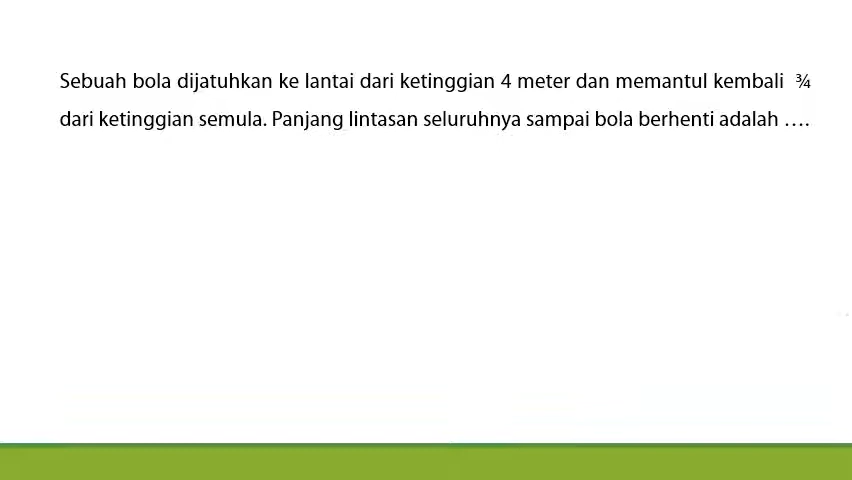 Sebuah bola dijatuhkan ke lantai dari ketinggian 4 meter dan memantul kembali ¾
dari ketinggian semula. Panjang lintasan seluruhnya sampai bola berhenti adalah ….